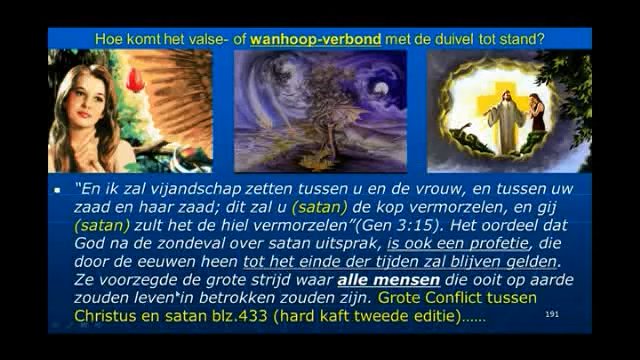 Hoe komt het valse- of wanhoop-verbond met de duivel tot stand?
▪ "En ik zal vijandschap zetten tussen u en de vrouw, en tussen uw
zaad en haar zaad; dit zal u (satan) de kop vermorzelen, en gij
(satan) zult het de hiel vermorzelen"(Gen 3:15). Het oordeel dat
God na de zondeval over satan uitsprak, is ook een profetie, die
door de eeuwen heen tot het einde der tijden zal blijven gelden.
Ze voorzegde de grote strijd waar alle mensen die ooit op aarde
zouden leven in betrokken zouden zijn. Grote Conflict tussen
Christus en satan blz.433 (hard kaft tweede editie)......
191